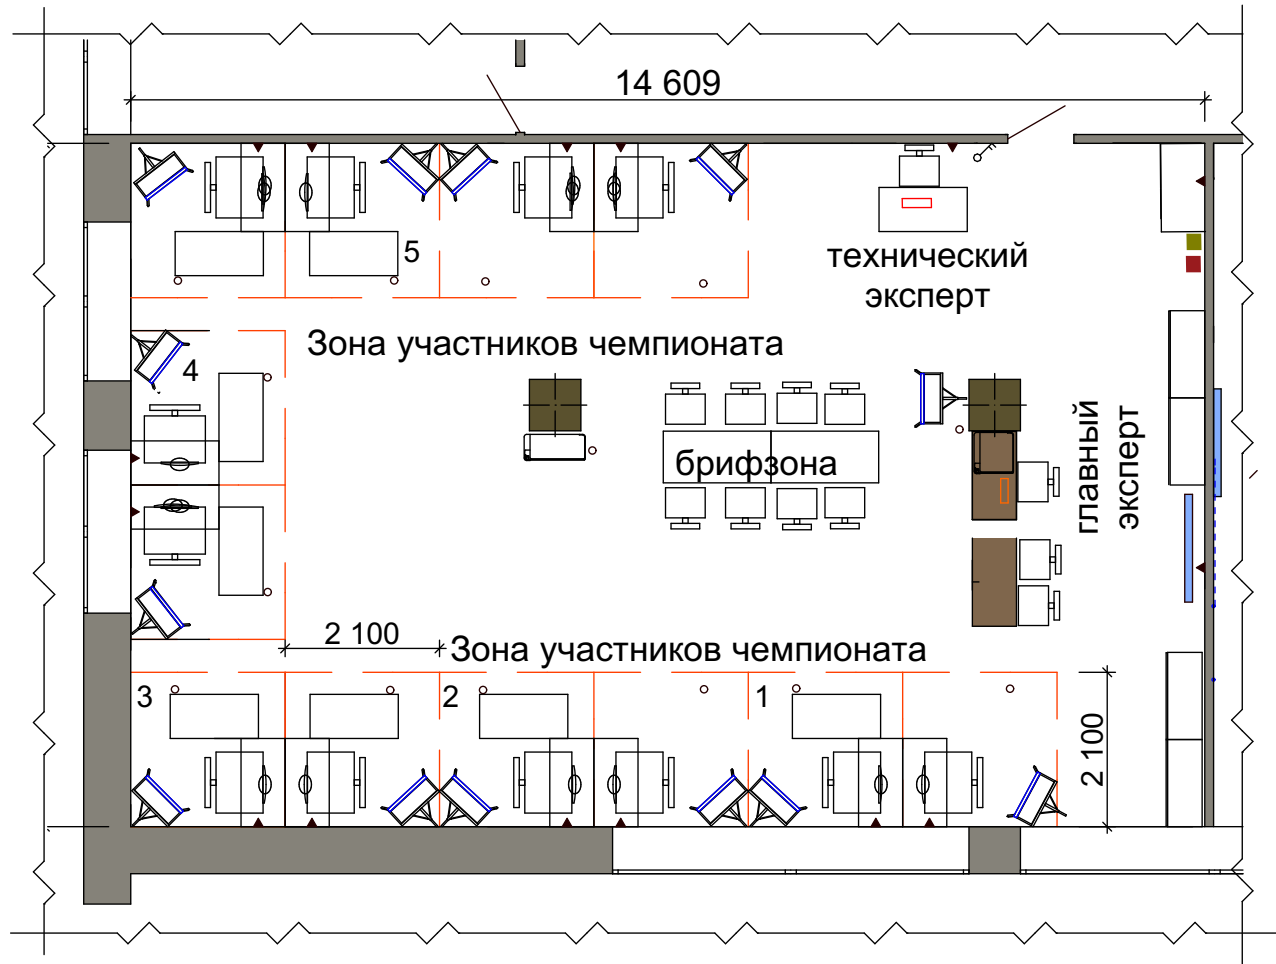 14 609
5
технический
эксперт
Зона участников чемпионата
4
брифзона
главный
эксперт
2 100
Зона участников чемпионата
3
2
1
2 100